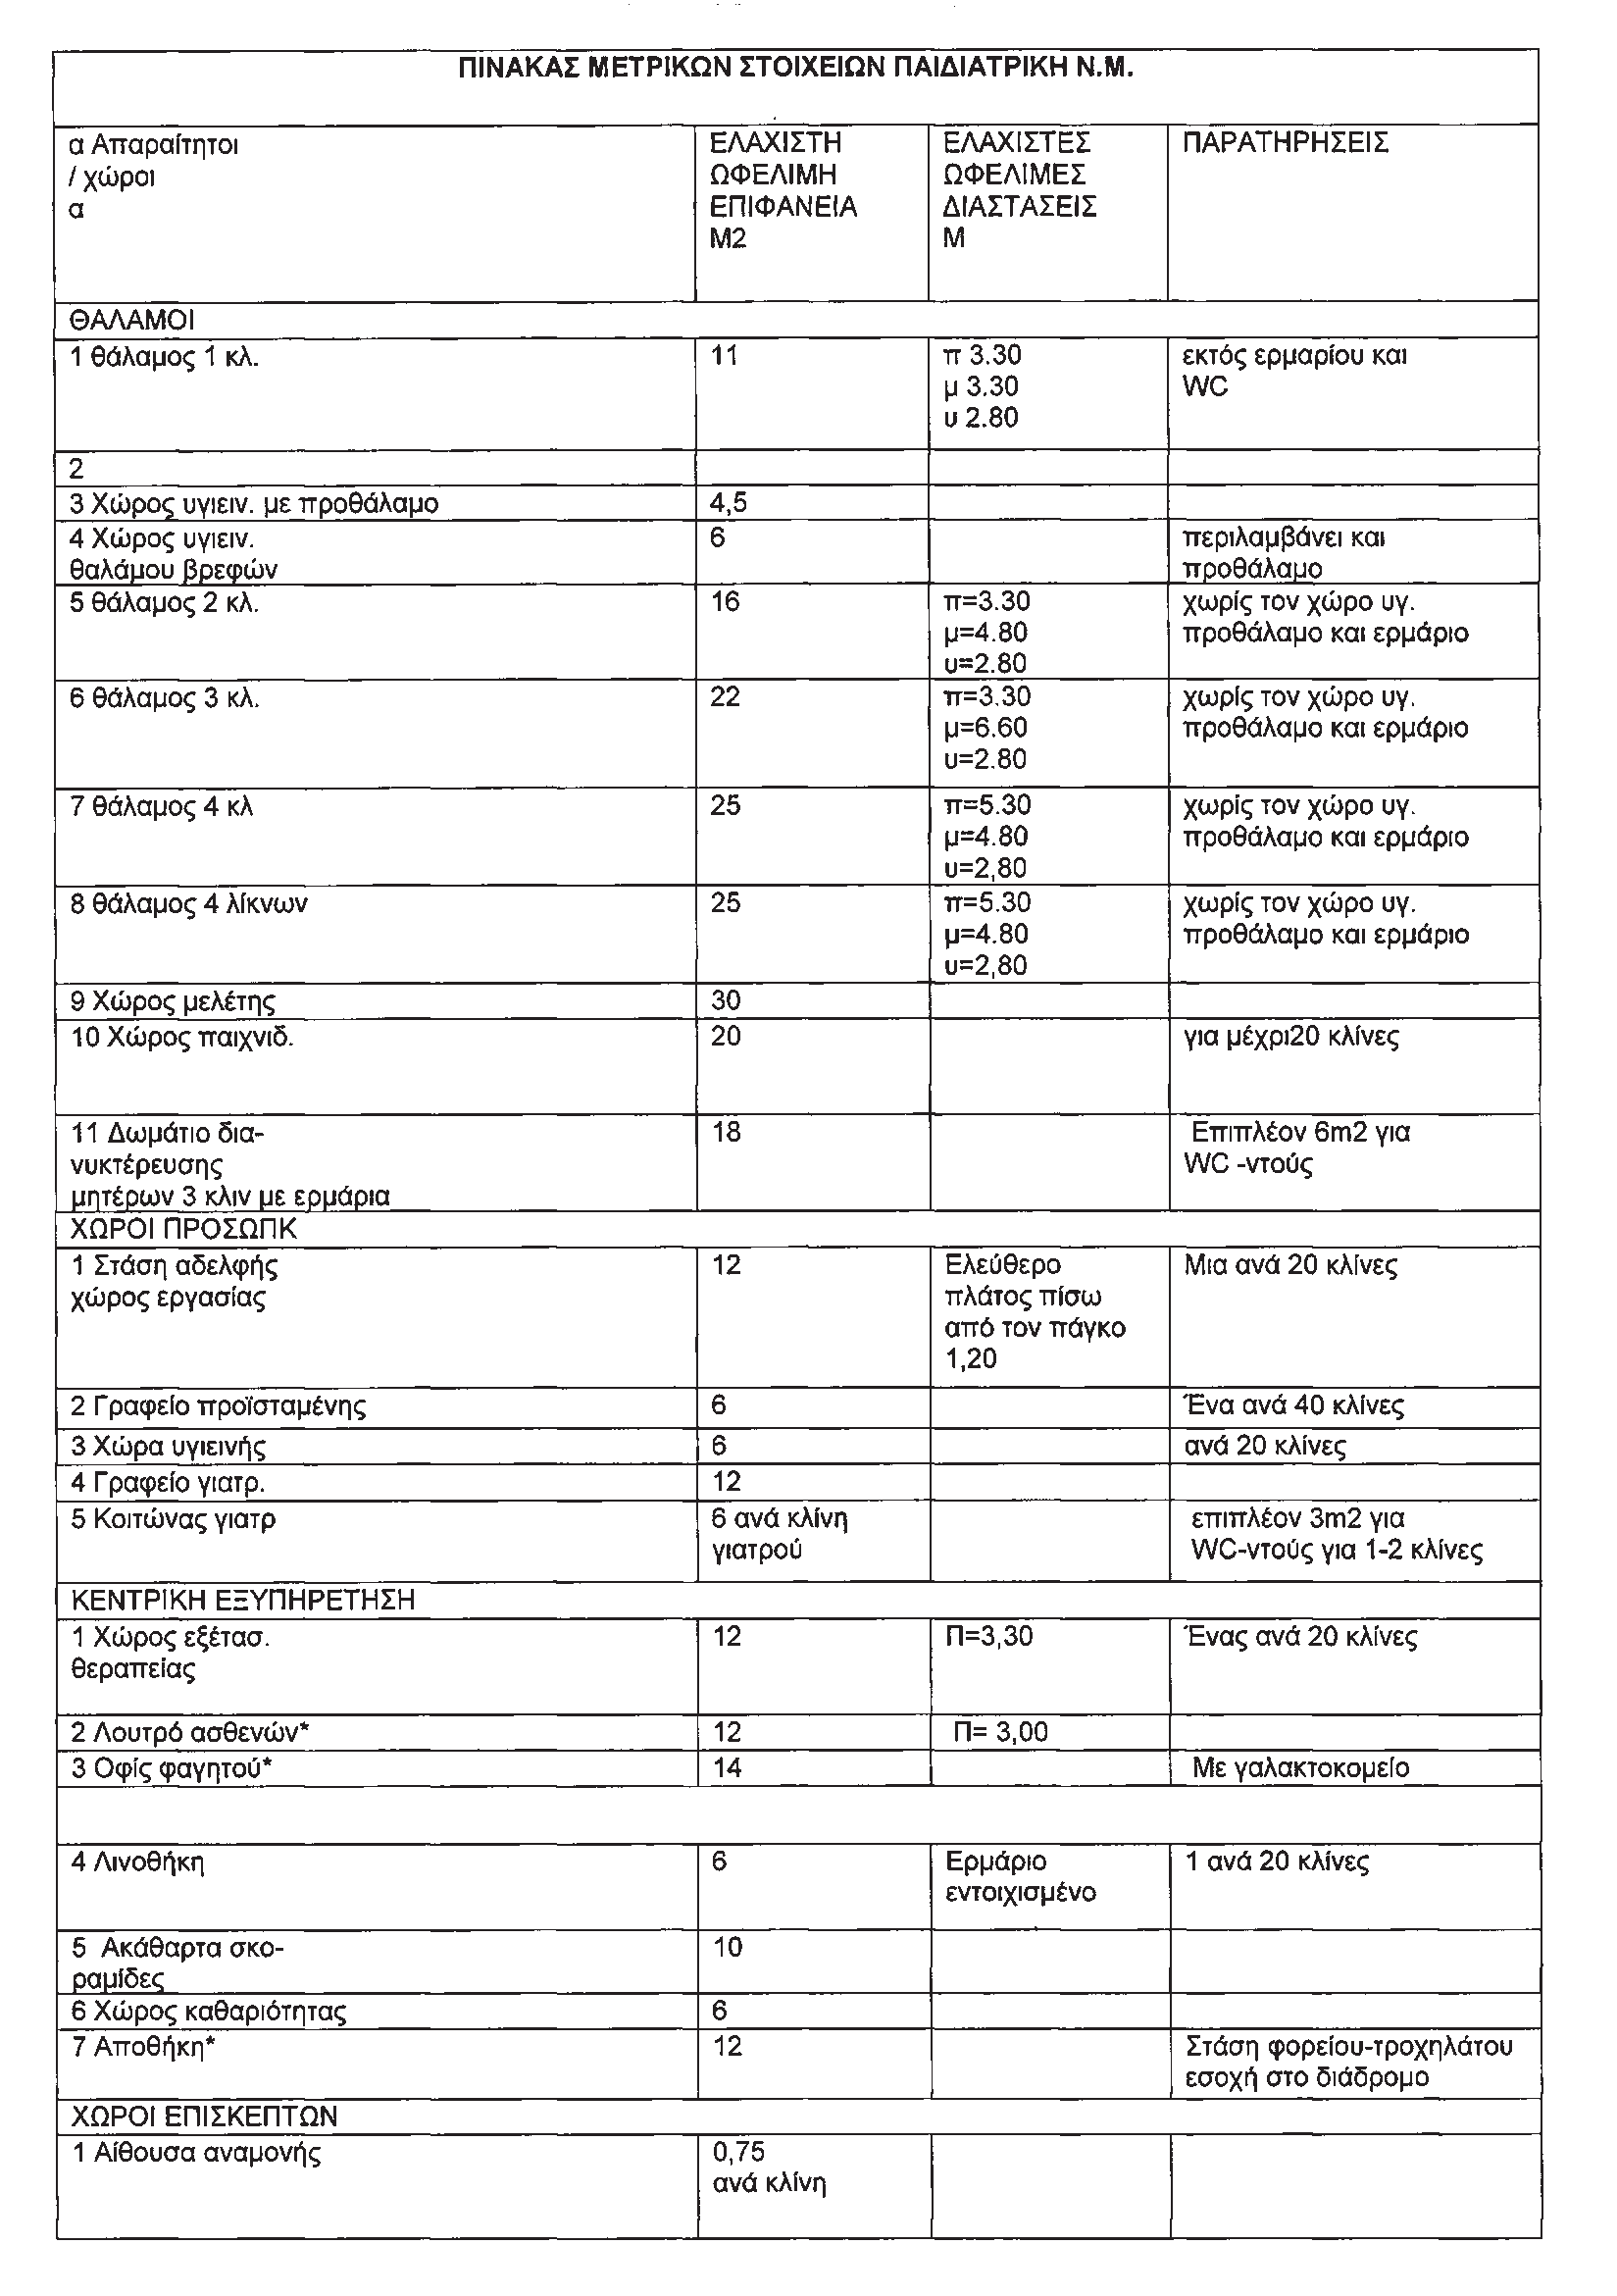 ΠΙΝΑΚΑΣ ΜΕΤΡΙΚΩΝ ΣΤΟΙΧΕΙΩΝ ΠΑΙΔΙΑΤΡΙΚΗ Ν.Μ.
α Απαραίτητοι
/ χώροι
α
ΕΛΑΧΙΣΤΗ
ΩΦΕΛΙΜΗ
ΕΠΙΦΑΝΕΙΑ
Μ2
ΕΛΑΧΙΣΤΕΣ
ΩΦΕΛΙΜΕΣ
ΔΙΑΣΤΑΣΕΙΣ
Μ
ΠΑΡΑΤΗΡΗΣΕΙΣ
ΘΑΛΑΜΟΙ
1 θάλαμος 1 κλ.
11
π 3.30
μ 3.30
υ 2.80
εκτός ερμαρίου και
WC
2
3 Χώρος υγιειν. με προθάλαμο
4,5
4 Χώρος υγιειν.
θαλάμου βρεφών
6
περιλαμβάνει και
προθάλαμο
5 θάλαμος 2 κλ.
16
π=3.30
μ=4.80
υ=2.80
χωρίς τον χώρο υγ.
προθάλαμο και ερμάριο
6 θάλαμος 3 κλ.
22
π=3.30
μ=6.60
υ=2.80
χωρίς τον χώρο υγ.
προθάλαμο και ερμάριο
7 θάλαμος 4 κλ
25
π=5.30
μ=4.80
υ=2,80
χωρίς τον χώρο υγ.
προθάλαμο και ερμάριο
8 θάλαμος 4 λίκνων
25
π=5.30
μ=4.80
υ=2,80
χωρίς τον χώρο υγ.
προθάλαμο και ερμάριο
9 Χώρος μελέτης
30
10 Χώρος παιχνιδ.
20
για μέχρι20 κλίνες
11 Δωμάτιο δια-
νυκτέρευσης
μητέρων 3 κλιν με ερμάρια
18
Επιπλέον 6m2 για
WC -ντούς
ΧΩΡΟΙ ΠΡΟΣΩΠΚ
1 Στάση αδελφής
χώρος εργασίας
12
Ελεύθερο
πλάτος πίσω
από τον πάγκο
1,20
Μια ανά 20 κλίνες
2 Γραφείο προϊσταμένης
6
Ένα ανά 40 κλίνες
3 Χώρα υγιεινής
6
ανά 20 κλίνες
4 Γραφείο γιατρ.
12
5 Κοιτώνας γιατρ
6 ανά κλίνη
γιατρού
επιπλέον 3m2 για
WC-ντούς για 1-2 κλίνες
ΚΕΝΤΡΙΚΗ ΕΞΥΠΗΡΕΤΗΣΗ
1 Χώρος εξέτασ.
θεραπείας
12
Π=3,30
Ένας ανά 20 κλίνες
2 Λουτρό ασθενών*
12
Π= 3,00
3 Οφίς φαγητού*
14
Με γαλακτοκομείο
4 Λινοθήκη
6
Ερμάριο
εντοιχισμένο
1 ανά 20 κλίνες
5 Ακάθαρτα σκο-
ραμίδες
10
6 Χώρος καθαριότητας
6
7 Αποθήκη*
12
Στάση φορείου-τροχηλάτου
εσοχή στο διάδρομο
ΧΩΡΟΙ ΕΠΙΣΚΕΠΤΩΝ
1 Αίθουσα αναμονής
0,75
ανά κλίνη